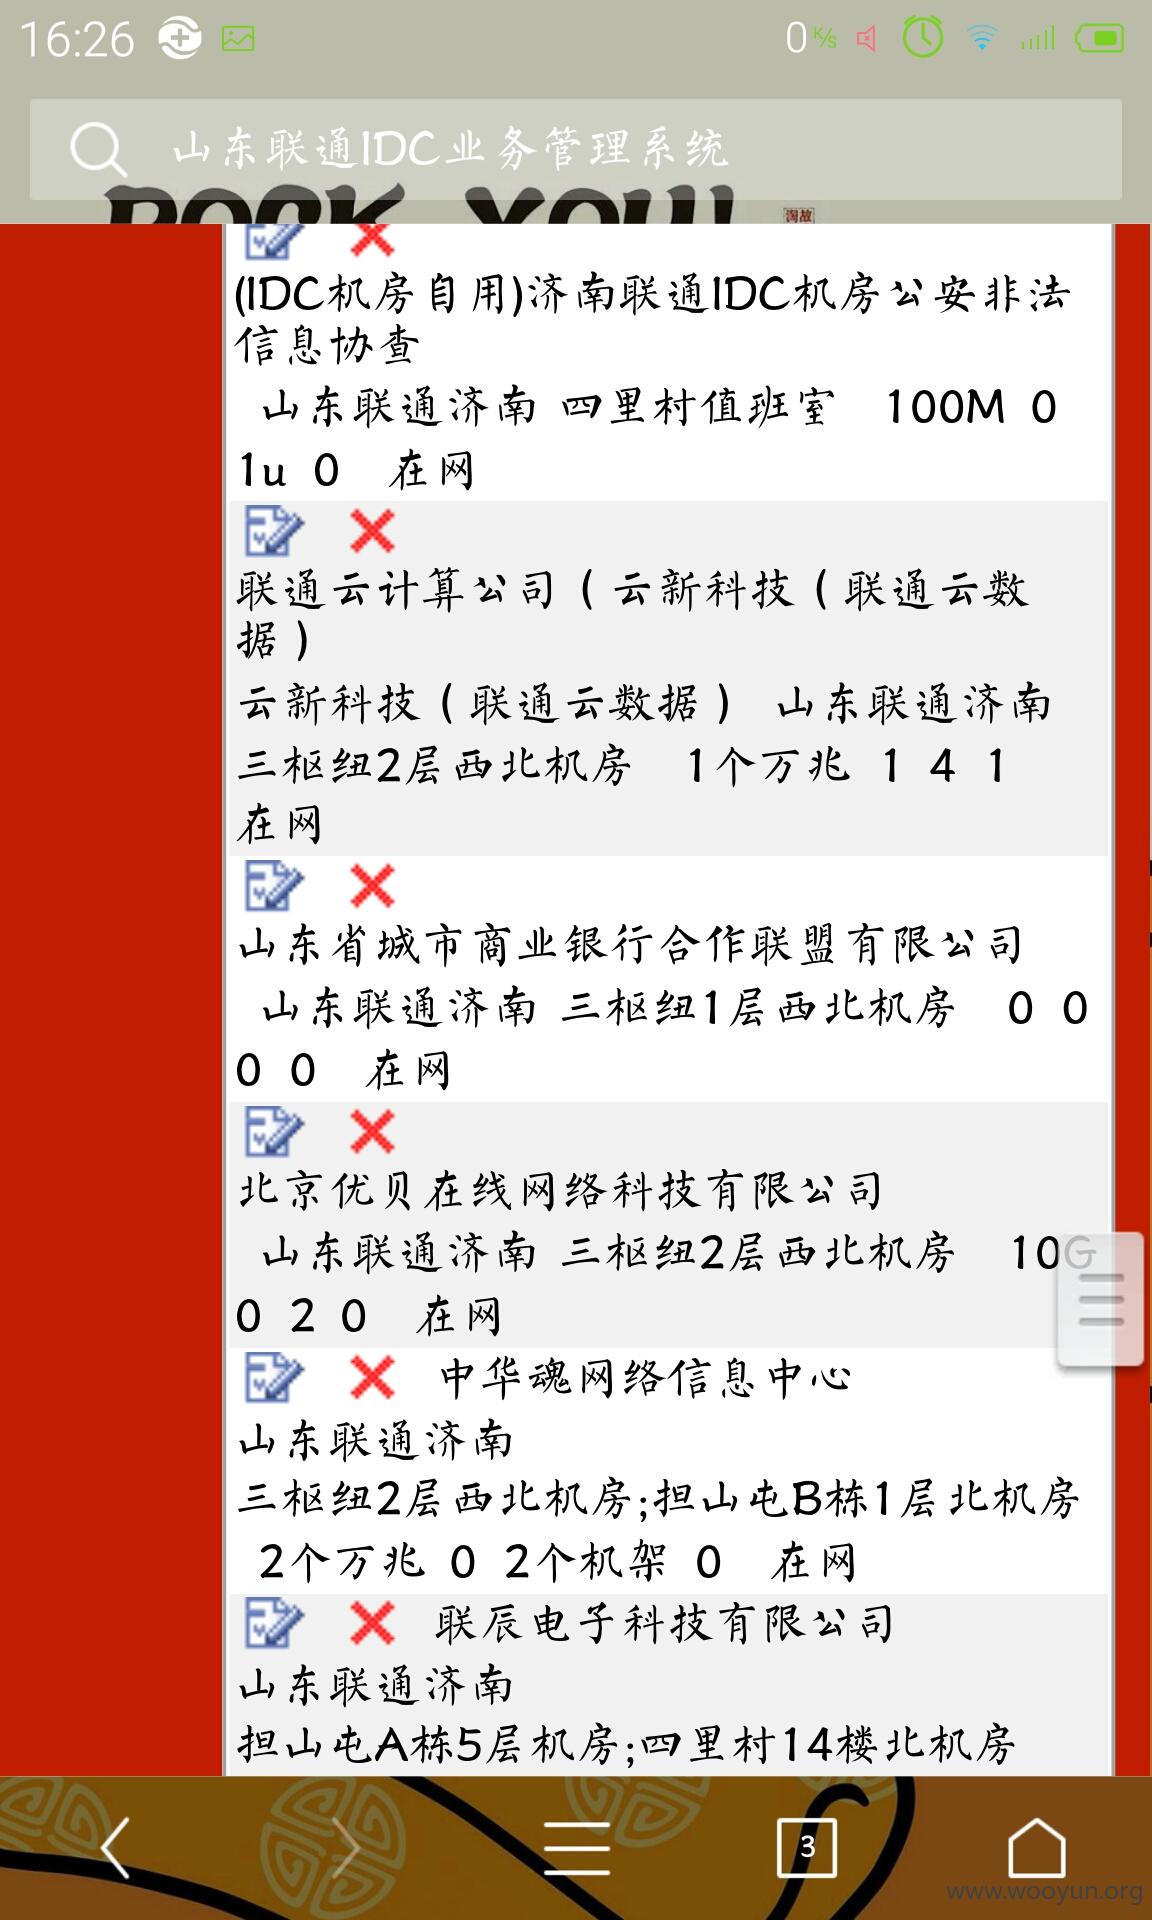 16:26
0 K/s
山东联通IDC业务管理系统
ROCK YOU!
淘故
(IDC机房自用)济南联通IDC机房公安非法
信息协查
山东联通济南 四里村值班室 100M 0
1u 0 在网
联通云计算公司（云新科技（联通云数
据）
云新科技（联通云数据） 山东联通济南
三枢纽2层西北机房 1个万兆 1 4 1
在网
山东省城市商业银行合作联盟有限公司
山东联通济南 三枢纽1层西北机房 0 0
0 0 在网
北京优贝在线网络科技有限公司
山东联通济南 三枢纽2层西北机房 10G
0 2 0 在网
中华魂网络信息中心
山东联通济南
三枢纽2层西北机房;担山屯B栋1层北机房
2个万兆 0 2个机架 0 在网
联辰电子科技有限公司
山东联通济南
担山屯A栋5层机房;四里村14楼北机房
3
www.wooyun.org